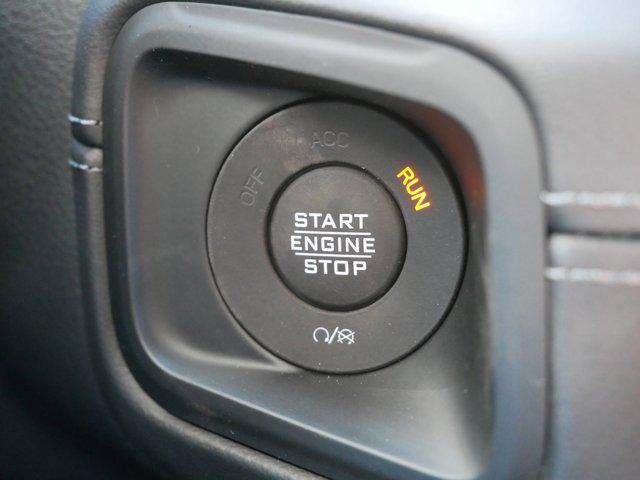 ACC
OFF
RUN
START
ENGINE
STOP